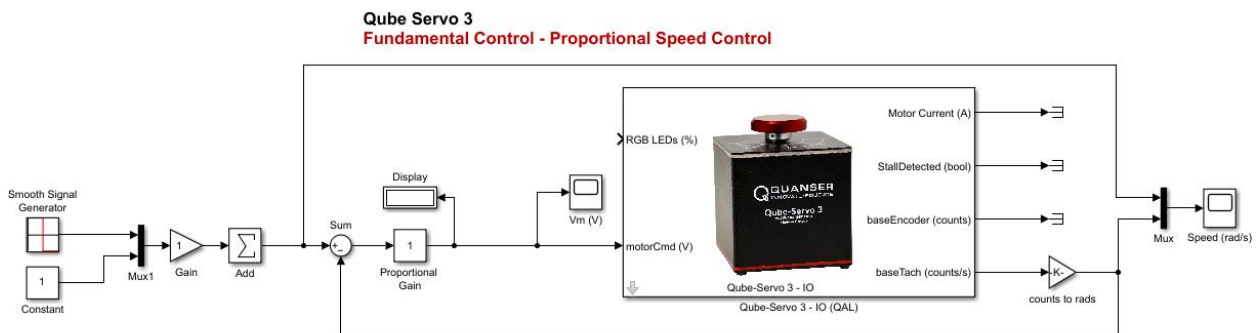 Qube Servo 3
Fundamental Control - Proportional Speed Control
Motor Current (A)
RGB LEDs (%)
StallDetected (bool)
Display
Smooth Signal
Generator
QUANSER
Qube-Servo 3
Vm (V)
baseEncoder (counts)
Sum
Mux
Speed (rad/s)
1
1
motorCmd (V)
Mux1
Gain
Add
Proportional
Gain
baseTach (counts/s)
-K-
1
Constant
Qube-Servo 3 - IO
counts to rads
Qube-Servo 3 - IO (QAL)